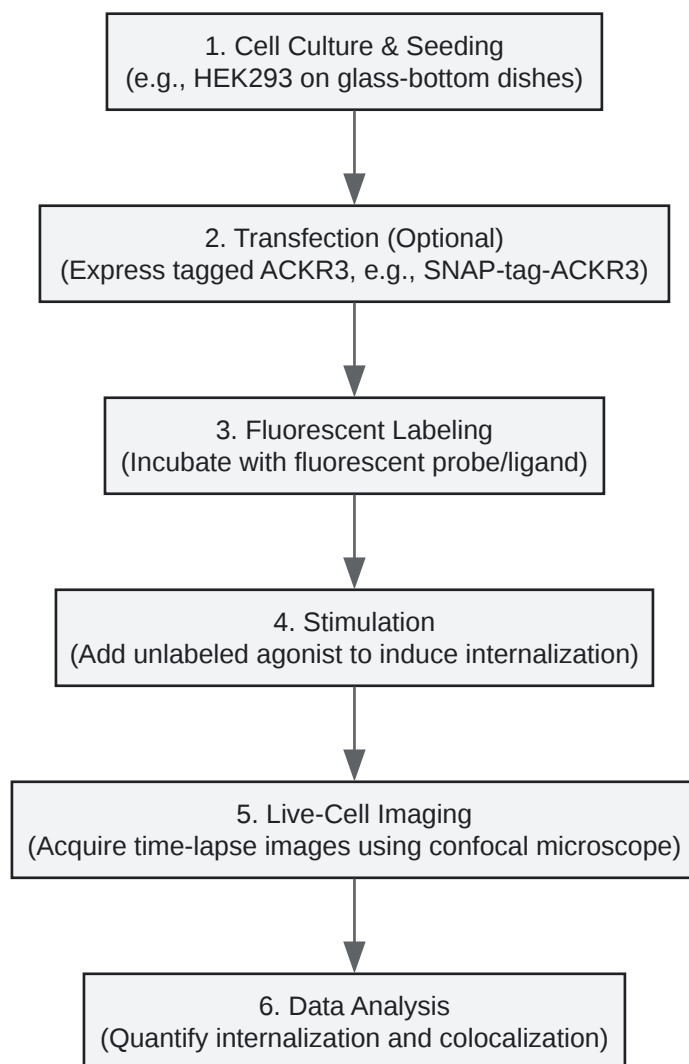 1. Cell Culture & Seeding
(e.g., HEK293 on glass-bottom dishes)
2. Transfection (Optional)
(Express tagged ACKR3, e.g., SNAP-tag-ACKR3)
3. Fluorescent Labeling
(Incubate with fluorescent probe/ligand)
4. Stimulation
(Add unlabeled agonist to induce internalization)
5. Live-Cell Imaging
(Acquire time-lapse images using confocal microscope)
6. Data Analysis
(Quantify internalization and colocalization)